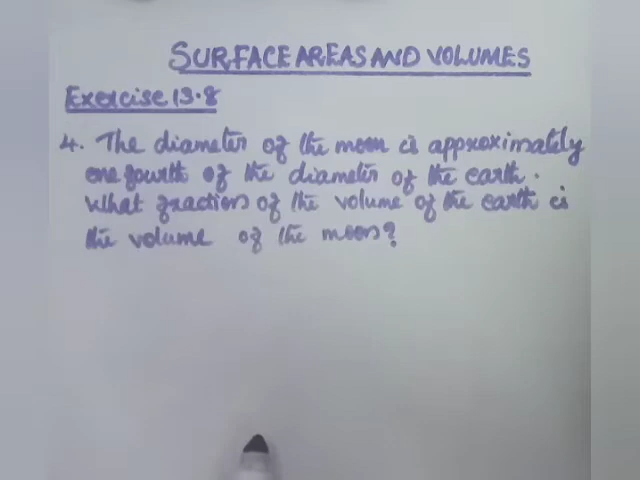 SURFACE AREAS AND VOLUMES
Exercise 13.8
4. The diameter of the moon is approximately
one fourth of the diameter of the earth.
What fraction of the volume of the earth is
the volume of the moon?